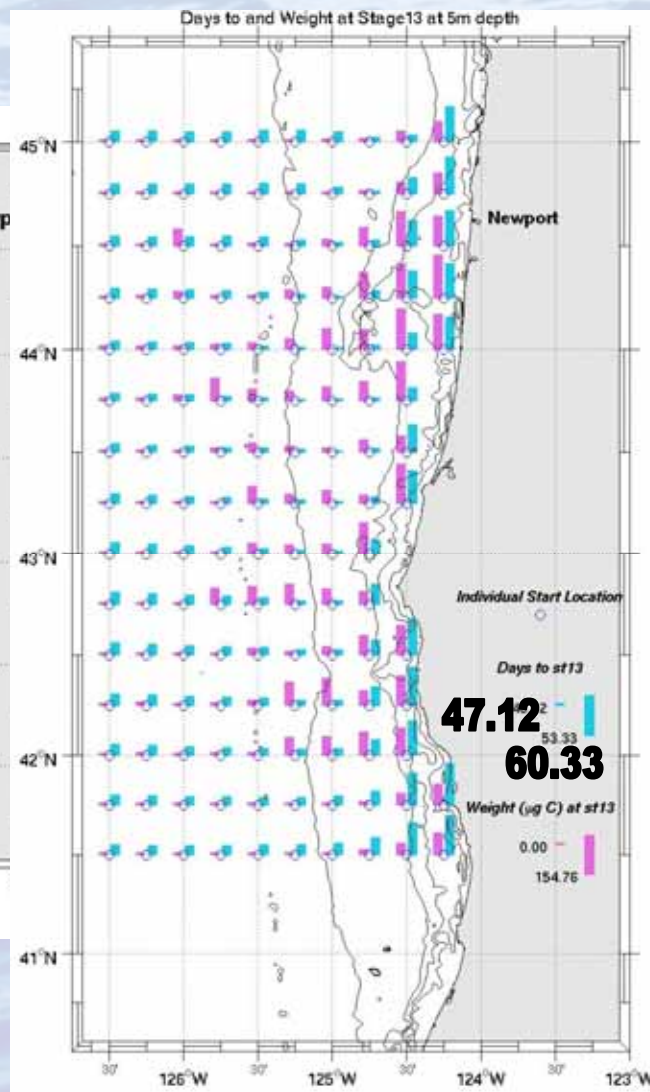 Days to and Weight at Stage13 at 5m depth
45°N
p
Newport
44°N
43°N
Individual Start Location
Days to st13
47.12
53.33
42°N
60.33
Weight (µg C) at st13
0.00
154.76
41°N
30' 126°W 30' 125°W 30' 124°W 30' 123°W